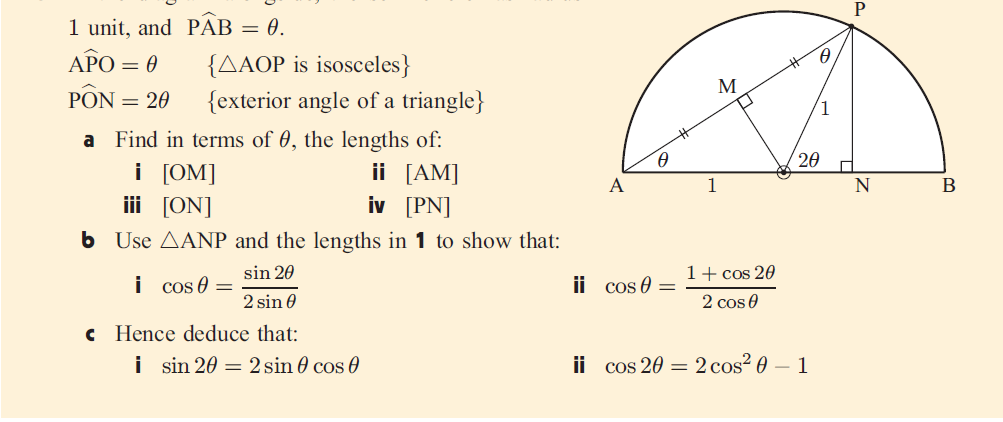 1 unit, and PÂB = θ.
AP̂O = θ {△AOP is isosceles}
PÔN = 2θ {exterior angle of a triangle}
a Find in terms of θ, the lengths of:
i [OM] ii [AM]
iii [ON] iv [PN]
b Use △ANP and the lengths in 1 to show that:
i cos θ = sin 2θ / 2 sin θ ii cos θ = 1 + cos 2θ / 2 cos θ
c Hence deduce that:
i sin 2θ = 2 sin θ cos θ ii cos 2θ = 2 cos² θ − 1
P
θ
M
1
θ
2θ
A
1
N
B